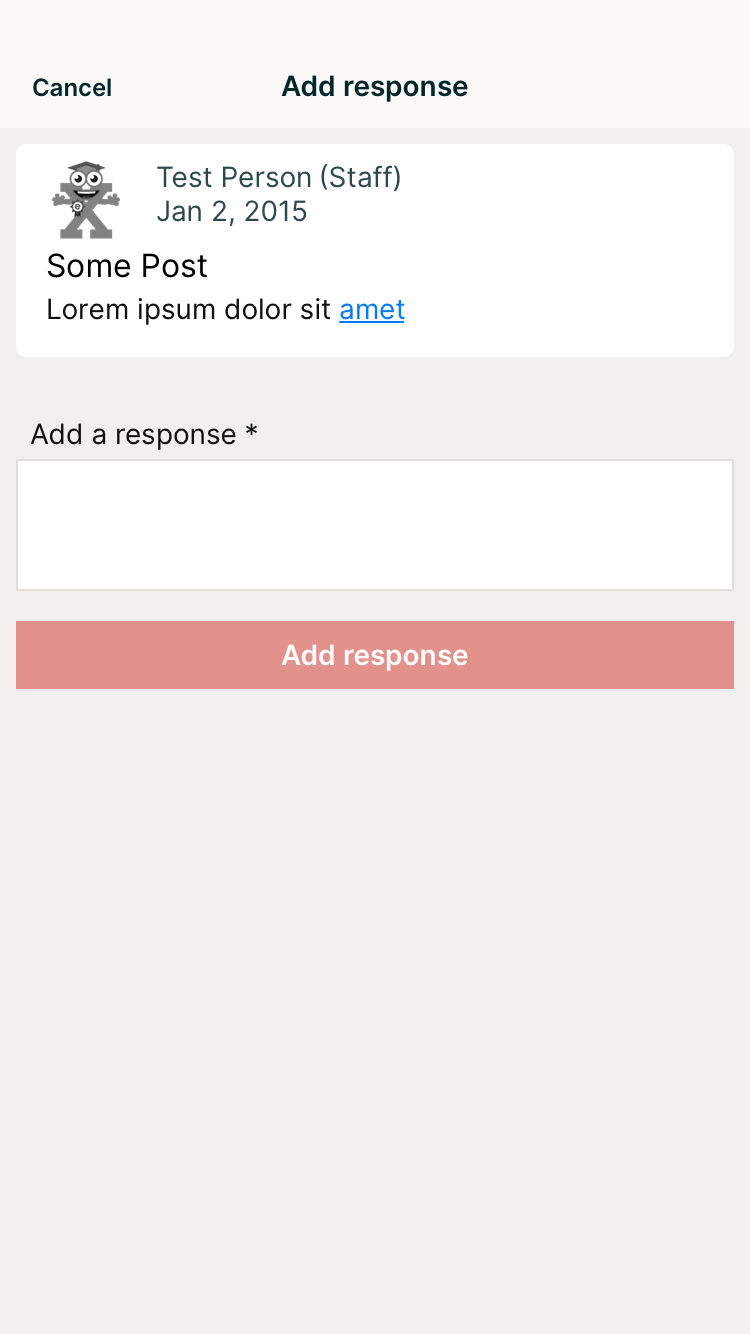 Cancel
Add response
Test Person (Staff)
Jan 2, 2015
Some Post
Lorem ipsum dolor sit amet
Add a response *
Add response